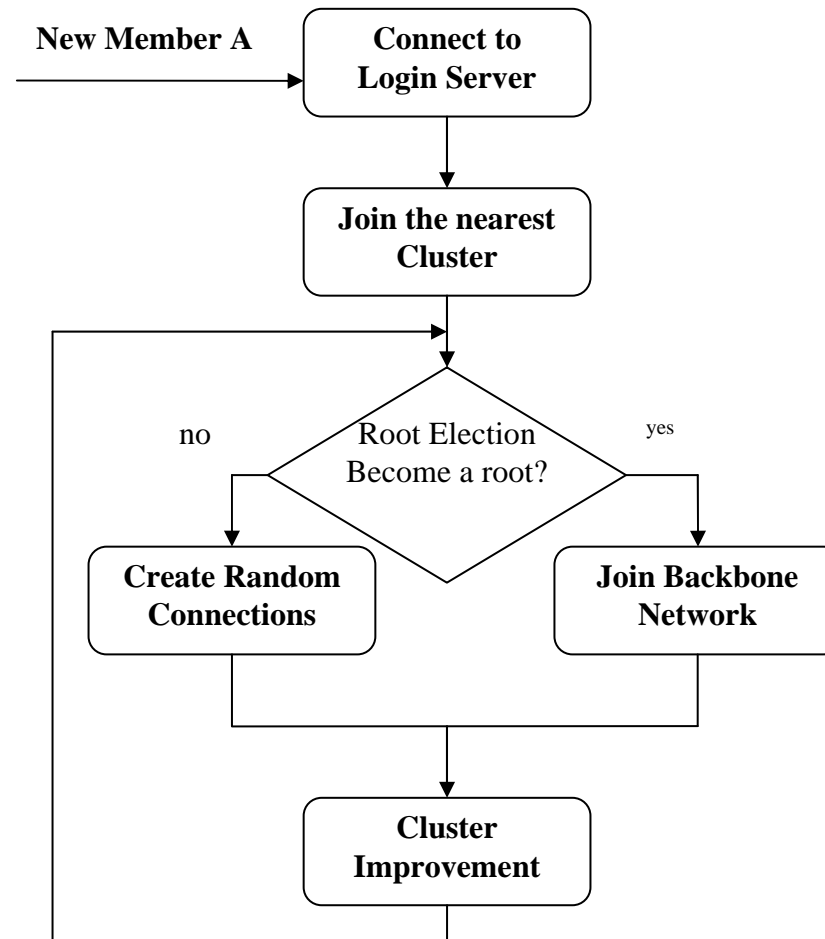 New Member A
Connect to
Login Server
Join the nearest
Cluster
no
Root Election
Become a root?
yes
Create Random
Connections
Join Backbone
Network
Cluster
Improvement